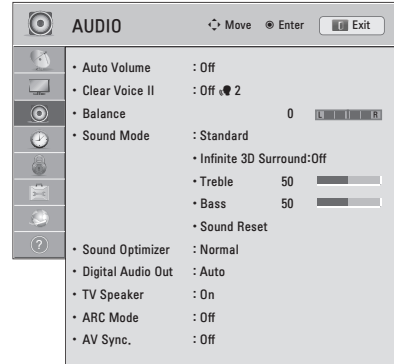 AUDIO Move Enter Exit
• Auto Volume : Off
• Clear Voice II : Off 2
• Balance 0 L R
• Sound Mode : Standard
• Infinite 3D Surround:Off
• Treble 50
• Bass 50
• Sound Reset
• Sound Optimizer : Normal
• Digital Audio Out : Auto
• TV Speaker : On
• ARC Mode : Off
• AV Sync. : Off
?